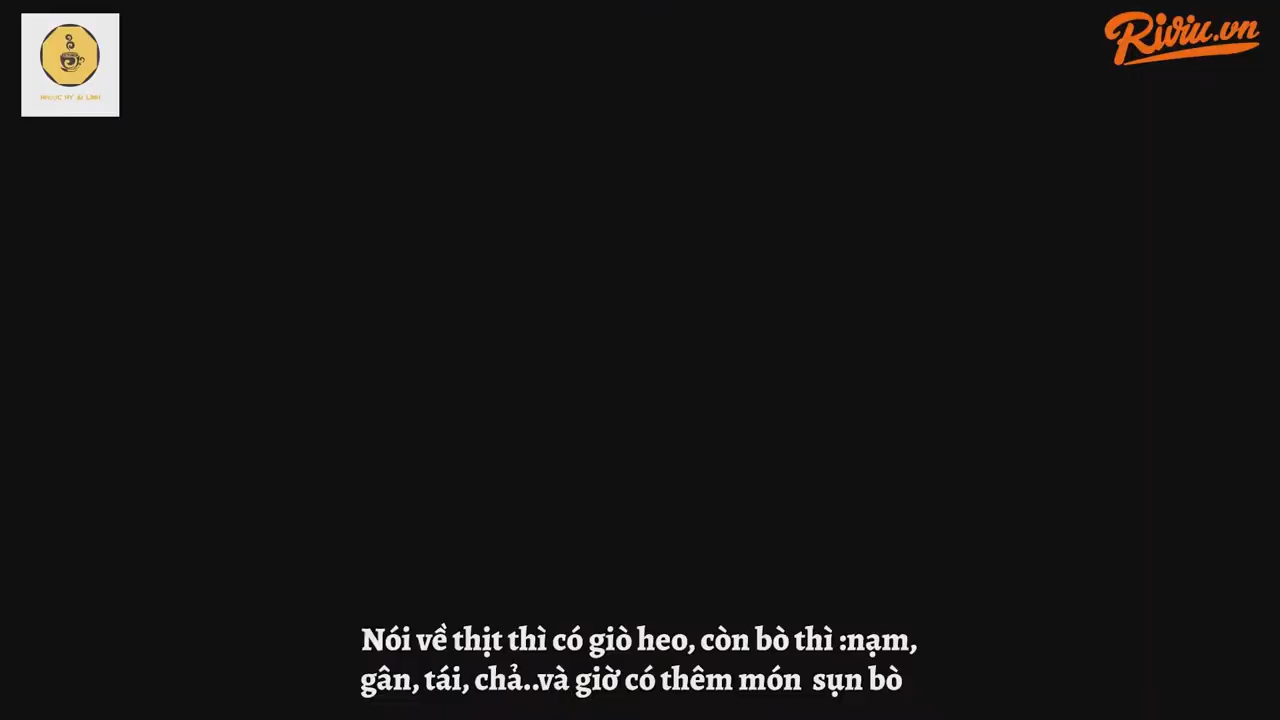 Riviu.vn
Nói về thịt thì có giò heo, còn bò thì :nạm,
gân, tái, chả..và giờ có thêm món  sụn bò